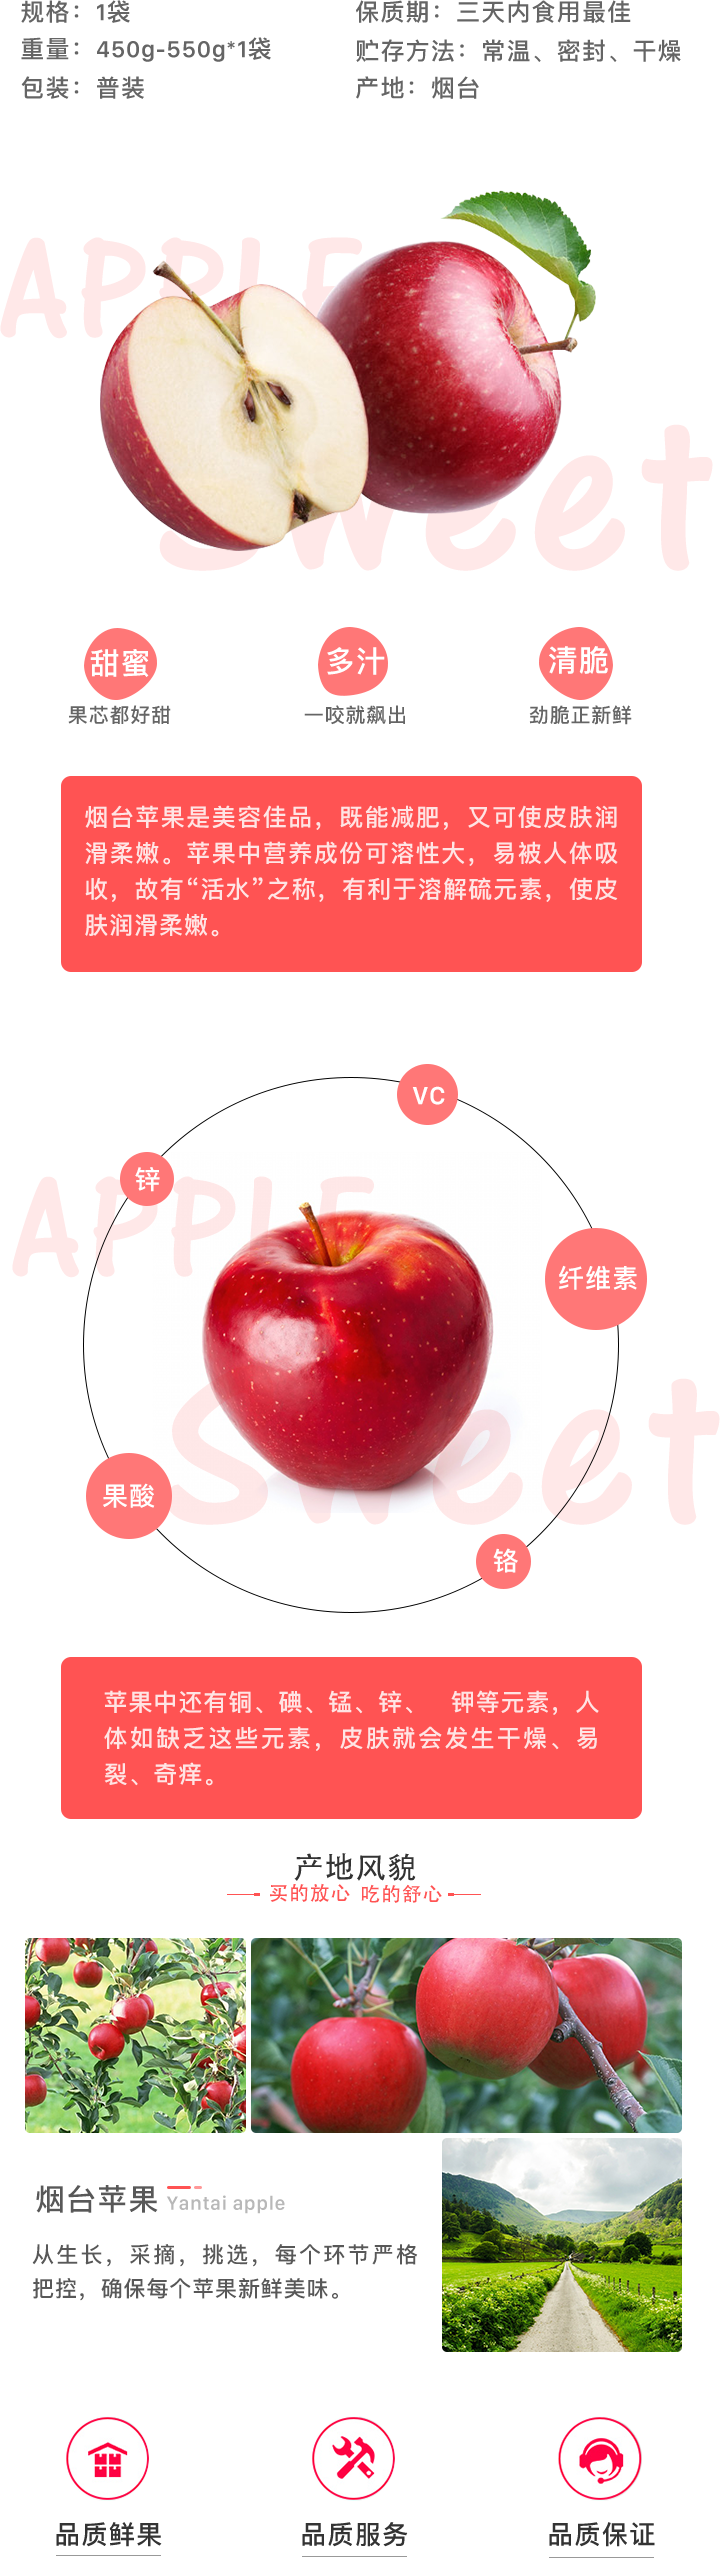 规格：1袋
保质期：三天内食用最佳
重量：450g-550g*1袋
贮存方法：常温、密封、干燥
包装：普装
产地：烟台
APPLE
Sweet
甜蜜
多汁
清脆
果芯都好甜
一咬就飙出
劲脆正新鲜
烟台苹果是美容佳品，既能减肥，又可使皮肤润
滑柔嫩。苹果中营养成份可溶性大，易被人体吸
收，故有“活水”之称，有利于溶解硫元素，使皮
肤润滑柔嫩。
VC
锌
APPLE
纤维素
Sweet
果酸
铬
苹果中还有铜、碘、锰、锌、 钾等元素，人
体如缺乏这些元素，皮肤就会发生干燥、易
裂、奇痒。
产地风貌
买的放心 吃的舒心
烟台苹果 Yantai apple
从生长，采摘，挑选，每个环节严格
把控，确保每个苹果新鲜美味。
品质鲜果
品质服务
品质保证